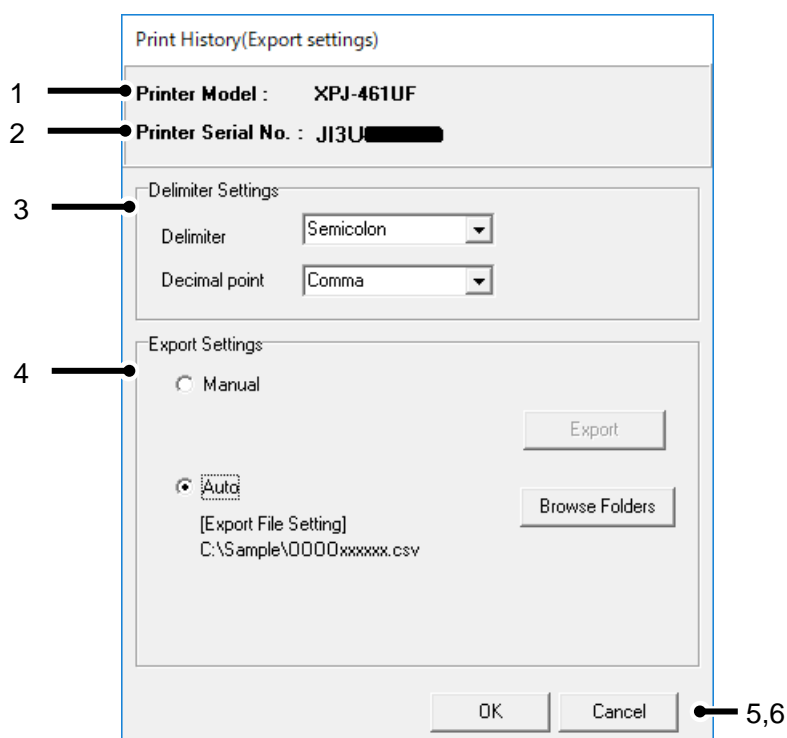 Print History(Export settings)
1 Printer Model : XPJ-461UF
2 Printer Serial No. : JI3U
3 Delimiter Settings
Delimiter Semicolon
Decimal point Comma
Export Settings
4
Manual
Export
Auto
Browse Folders
[Export File Setting]
C:\Sample\OOOOxxxxxx.csv
OK Cancel 5,6